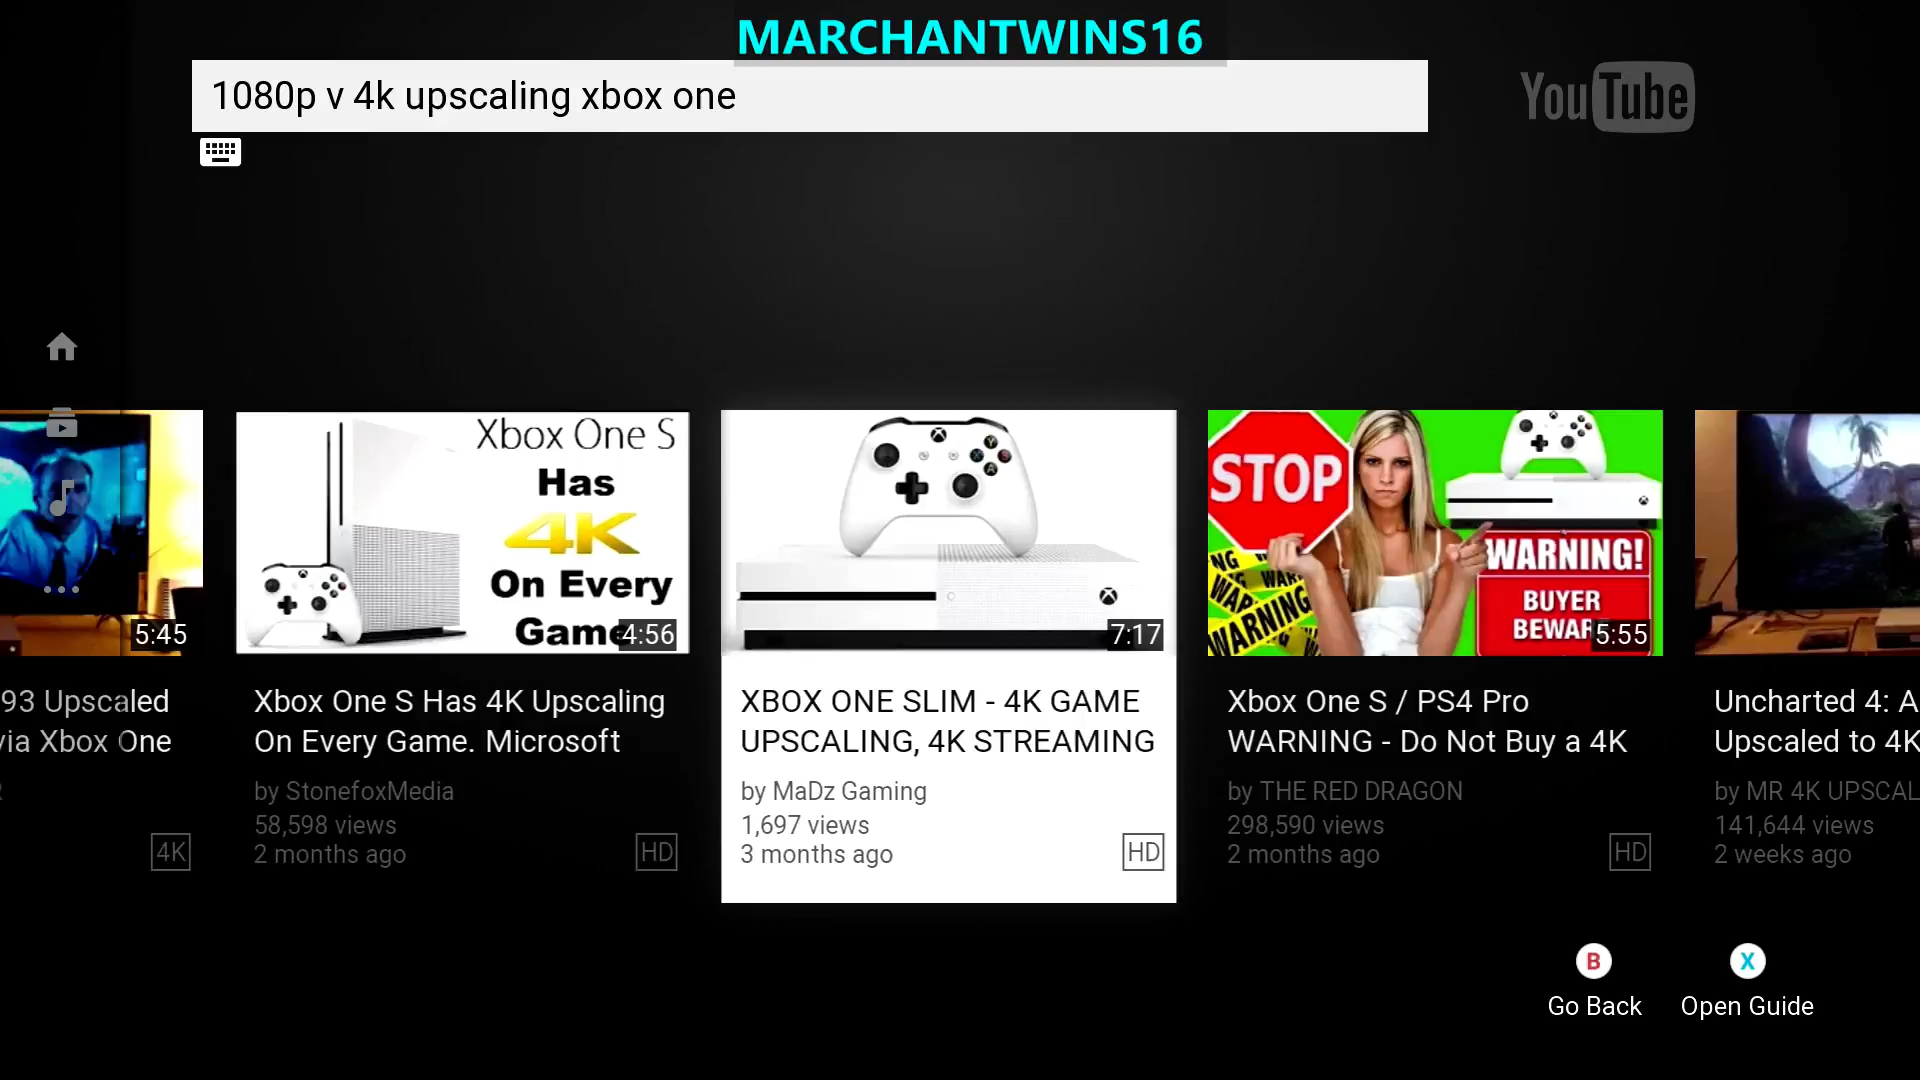 MARCHANTWINS16
1080p v 4k upscaling xbox one
YouTube
5:45
93 Upscaled
via Xbox One
4K
Xbox One S
Has
4K
On Every
Game
4:56
Xbox One S Has 4K Upscaling
On Every Game. Microsoft
by StonefoxMedia
58,598 views
2 months ago
HD
7:17
XBOX ONE SLIM - 4K GAME
UPSCALING, 4K STREAMING
by MaDz Gaming
1,697 views
3 months ago
HD
STOP
WARNING
WARNING!
BUYER
BEWAR
5:55
Xbox One S / PS4 Pro
WARNING - Do Not Buy a 4K
by THE RED DRAGON
298,590 views
2 months ago
HD
Uncharted 4: A
Upscaled to 4K
by MR 4K UPSCAL
141,644 views
2 weeks ago
B
Go Back
X
Open Guide